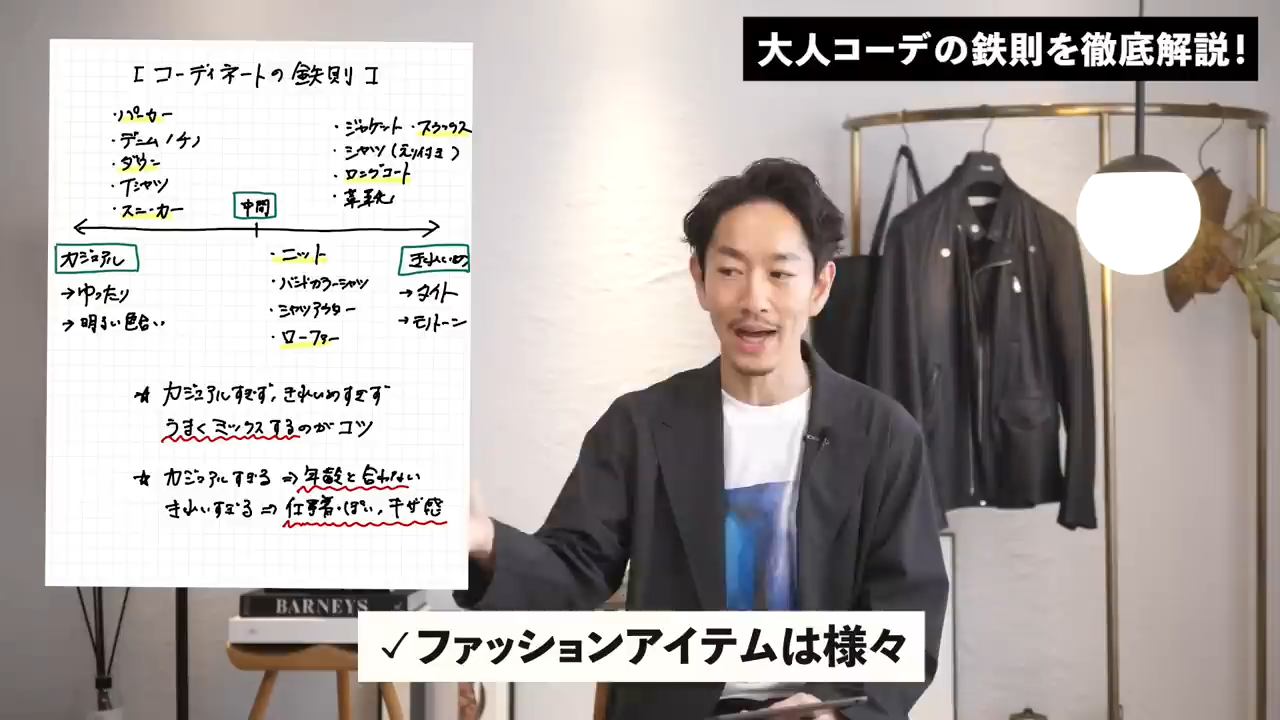 大人コーデの鉄則を徹底解説!
[コーディネートの鉄則]
・パーカー
・デニム/チノ
・ダウン
・Tシャツ
・スニーカー
・ジャケット ・スラックス
・シャツ(えり付き)
・ロングコート
・革靴
中間
カジュアル
→ゆったり
→明るい色合い
・ニット
・バンドカラーシャツ
・シャツアウター
・ローファー
きれいめ
→タイト
→モノトーン
☆ カジュアルすぎず、きれいめすぎず
うまくミックスするのがコツ
☆ カジュアルすぎる⇒年齢と合わない
きれいすぎる⇒仕事着っぽい、キザ感
BARNEYS
✓ファッションアイテムは様々